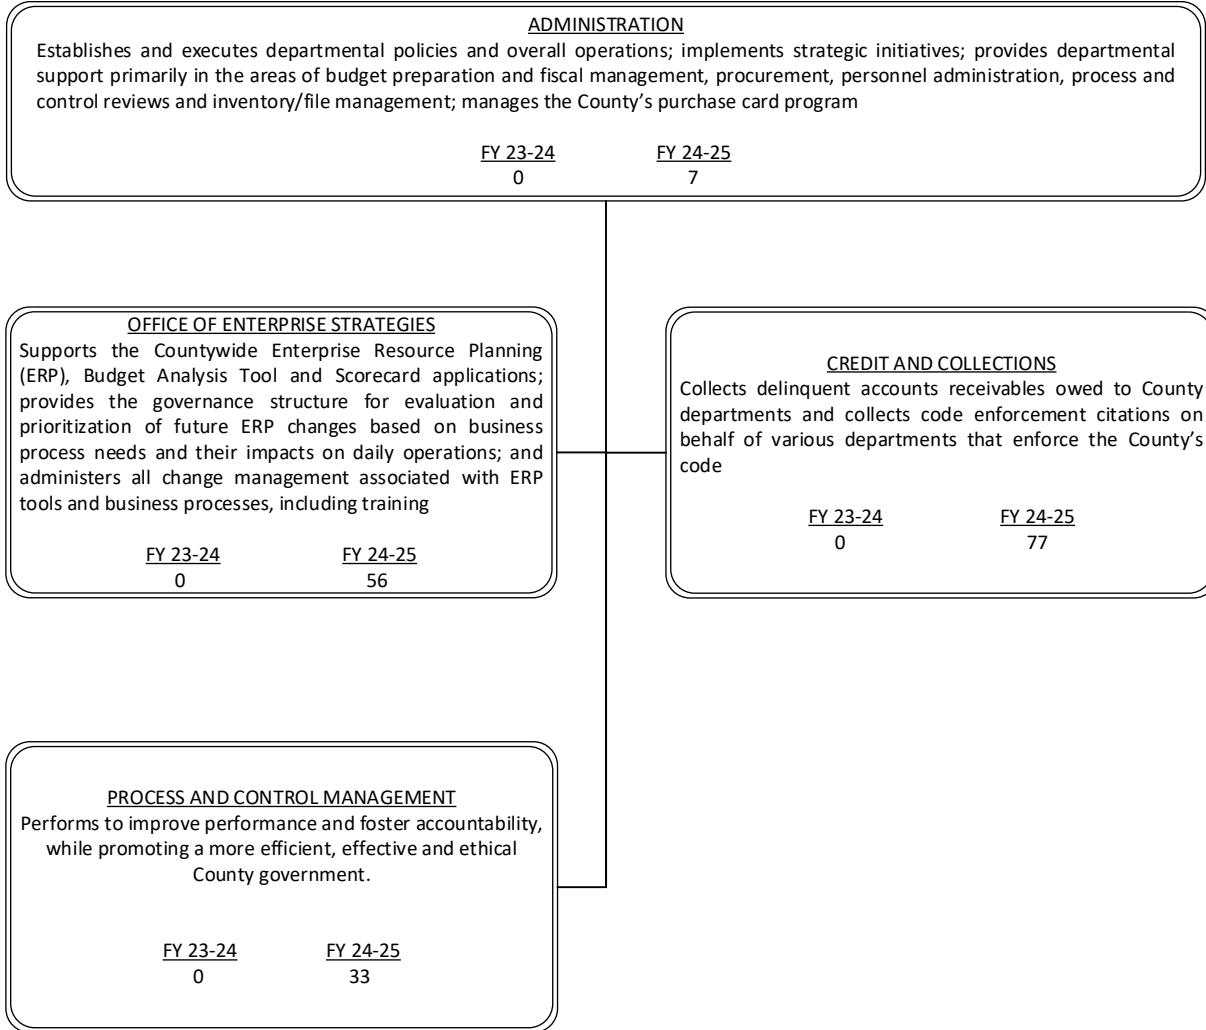 ADMINISTRATION
Establishes and executes departmental policies and overall operations; implements strategic initiatives; provides departmental
support primarily in the areas of budget preparation and fiscal management, procurement, personnel administration, process and
control reviews and inventory/file management; manages the County’s purchase card program
FY 23-24 FY 24-25
0 7
OFFICE OF ENTERPRISE STRATEGIES
Supports the Countywide Enterprise Resource Planning
(ERP), Budget Analysis Tool and Scorecard applications;
provides the governance structure for evaluation and
prioritization of future ERP changes based on business
process needs and their impacts on daily operations; and
administers all change management associated with ERP
tools and business processes, including training
FY 23-24 FY 24-25
0 56
CREDIT AND COLLECTIONS
Collects delinquent accounts receivables owed to County
departments and collects code enforcement citations on
behalf of various departments that enforce the County’s
code
FY 23-24 FY 24-25
0 77
PROCESS AND CONTROL MANAGEMENT
Performs to improve performance and foster accountability,
while promoting a more efficient, effective and ethical
County government.
FY 23-24 FY 24-25
0 33